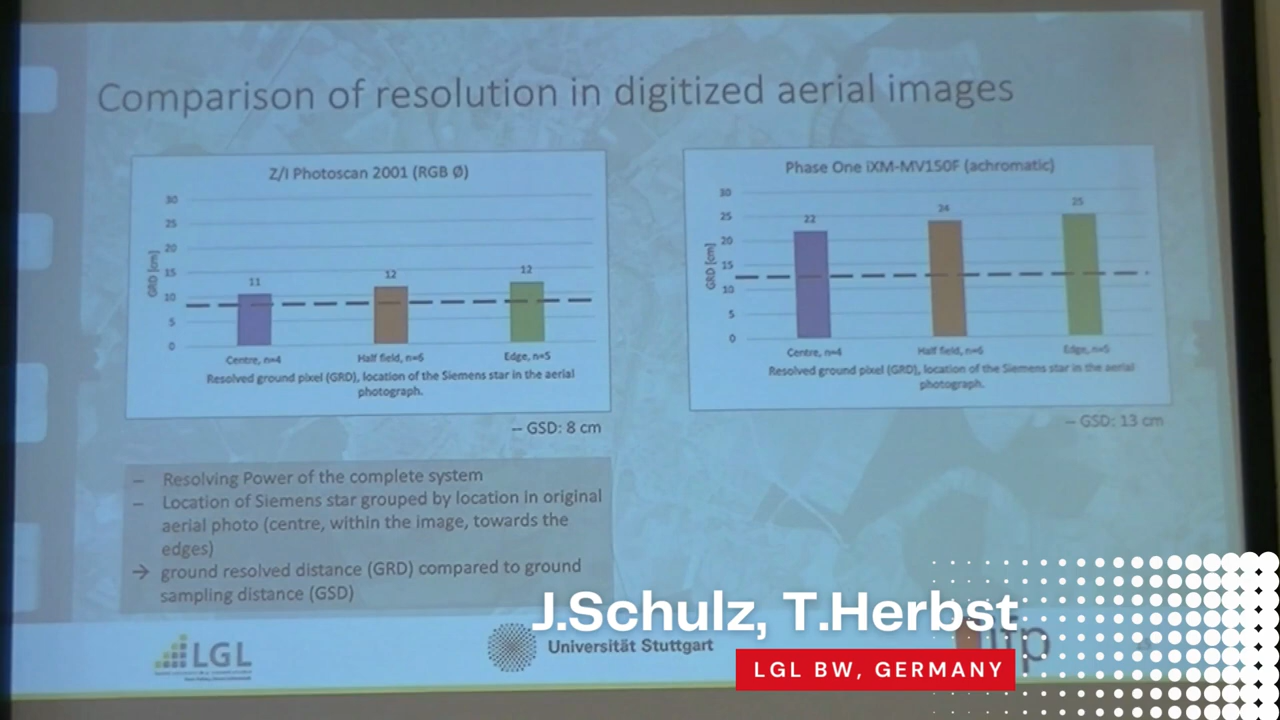 Comparison of resolution in digitized aerial images
Z/I Photoscan 2001 (RGB Ø)
30
25
20
15
10
5
0
GRD [cm]
11
12
12
Centre, n=4
Half field, n=6
Edge, n=5
Resolved ground pixel (GRD), location of the Siemens star in the aerial
photograph.
– GSD: 8 cm
Phase One iXM-MV150F (achromatic)
30
25
20
15
10
5
0
GRD [cm]
22
24
25
Centre, n=4
Half field, n=6
Edge, n=5
Resolved ground pixel (GRD), location of the Siemens star in the aerial
photograph.
– GSD: 13 cm
– Resolving Power of the complete system
– Location of Siemens star grouped by location in original
aerial photo (centre, within the image, towards the
edges)
→ ground resolved distance (GRD) compared to ground
sampling distance (GSD)
J.Schulz, T.Herbst
LGL
Universität Stuttgart
ifp
LGL BW, GERMANY